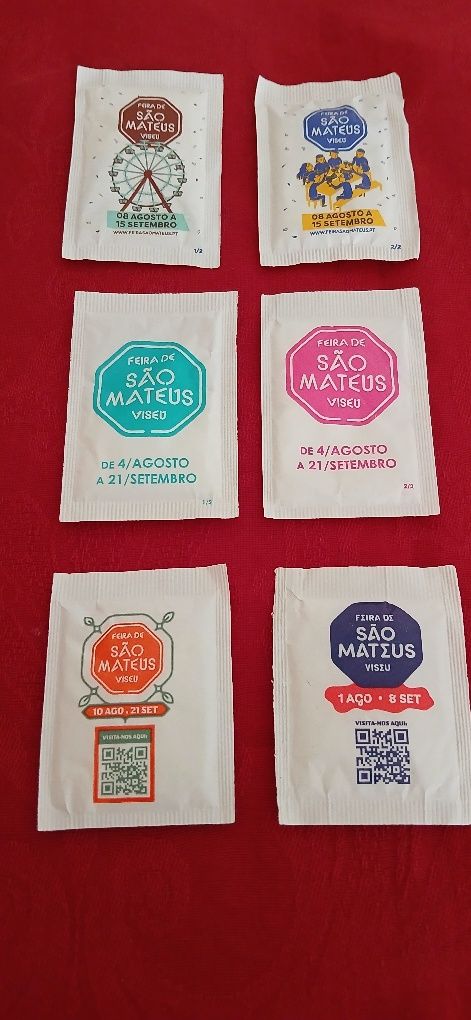 FEIRA DE
SÃO
MATEUS
VISEU
08 AGOSTO A
15 SETEMBRO
WWW.FEIRASAOMATEUS.PT
1/2
FEIRA DE
SÃO
MATEUS
VISEU
08 AGOSTO A
15 SETEMBRO
WWW.FEIRASAOMATEUS.PT
2/2
FEIRA DE
SÃO
MATEUS
VISEU
DE 4/AGOSTO
A 21/SETEMBRO
1/2
FEIRA DE
SÃO
MATEUS
VISEU
DE 4/AGOSTO
A 21/SETEMBRO
2/2
FEIRA DE
SÃO
MATEUS
VISEU
10 AGO . 21 SET
VISITA-NOS AQUI:
FEIRA DE
SÃO
MATEUS
VISEU
1 AGO • 8 SET
VISITA-NOS AQUI: